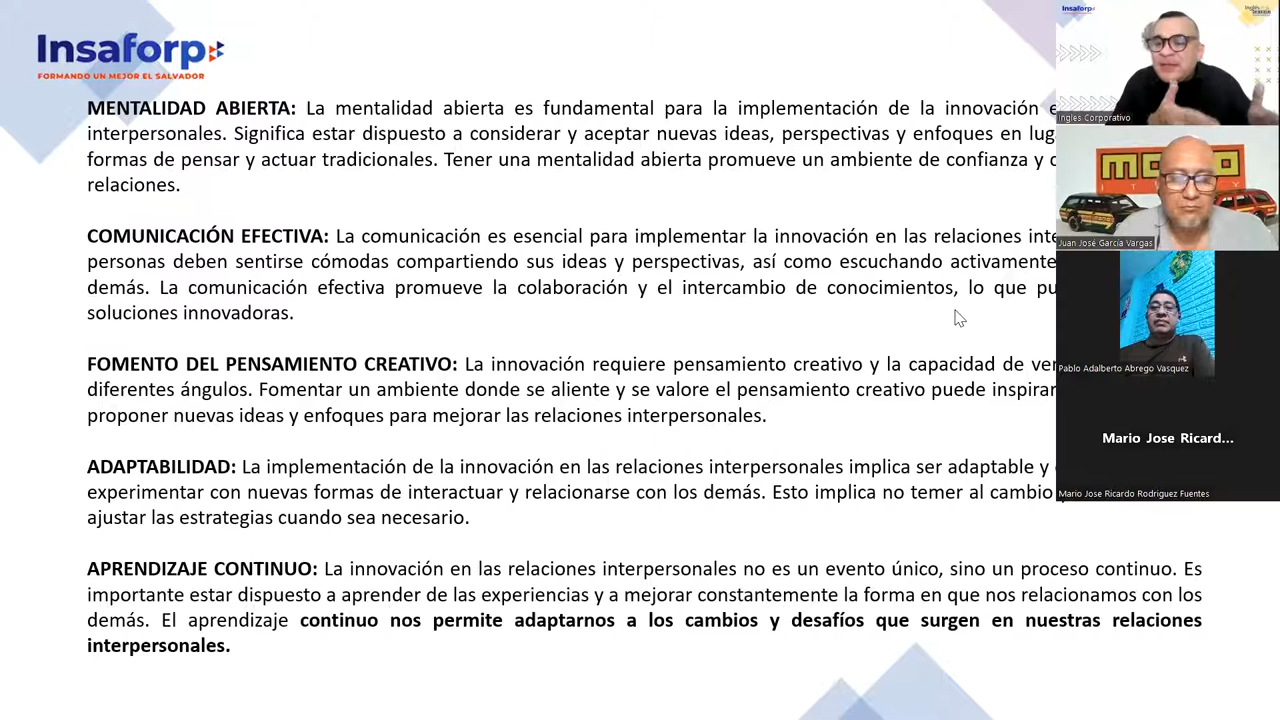 Insaforp
FORMANDO UN MEJOR EL SALVADOR
MENTALIDAD ABIERTA: La mentalidad abierta es fundamental para la implementación de la innovación e
interpersonales. Significa estar dispuesto a considerar y aceptar nuevas ideas, perspectivas y enfoques en lug
formas de pensar y actuar tradicionales. Tener una mentalidad abierta promueve un ambiente de confianza y
relaciones.
COMUNICACIÓN EFECTIVA: La comunicación es esencial para implementar la innovación en las relaciones inte
personas deben sentirse cómodas compartiendo sus ideas y perspectivas, así como escuchando activamente
demás. La comunicación efectiva promueve la colaboración y el intercambio de conocimientos, lo que pu
soluciones innovadoras.
FOMENTO DEL PENSAMIENTO CREATIVO: La innovación requiere pensamiento creativo y la capacidad de ver
diferentes ángulos. Fomentar un ambiente donde se aliente y se valore el pensamiento creativo puede inspirar
proponer nuevas ideas y enfoques para mejorar las relaciones interpersonales.
ADAPTABILIDAD: La implementación de la innovación en las relaciones interpersonales implica ser adaptable y
experimentar con nuevas formas de interactuar y relacionarse con los demás. Esto implica no temer al cambio
ajustar las estrategias cuando sea necesario.
APRENDIZAJE CONTINUO: La innovación en las relaciones interpersonales no es un evento único, sino un proceso continuo. Es
importante estar dispuesto a aprender de las experiencias y a mejorar constantemente la forma en que nos relacionamos con los
demás. El aprendizaje continuo nos permite adaptarnos a los cambios y desafíos que surgen en nuestras relaciones
interpersonales.
Insaforp
Ingles Corporativo
Juan José García Vargas
Pablo Adalberto Abrego Vasquez
Mario Jose Ricard...
Mario Jose Ricardo Rodriguez Fuentes